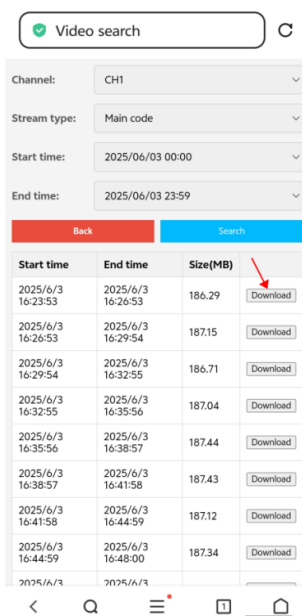 Video search
Channel: CH1
Stream type: Main code
Start time: 2025/06/03 00:00
End time: 2025/06/03 23:59
Back Search
Start time End time Size(MB)
2025/6/3 2025/6/3
16:23:53 16:26:53 186.29 Download
2025/6/3 2025/6/3
16:26:53 16:29:54 187.15 Download
2025/6/3 2025/6/3
16:29:54 16:32:55 186.71 Download
2025/6/3 2025/6/3
16:32:55 16:35:56 187.04 Download
2025/6/3 2025/6/3
16:35:56 16:38:57 187.44 Download
2025/6/3 2025/6/3
16:38:57 16:41:58 187.43 Download
2025/6/3 2025/6/3
16:41:58 16:44:59 187.12 Download
2025/6/3 2025/6/3
16:44:59 16:48:00 187.34 Download
2025/6/3 2025/6/3
1